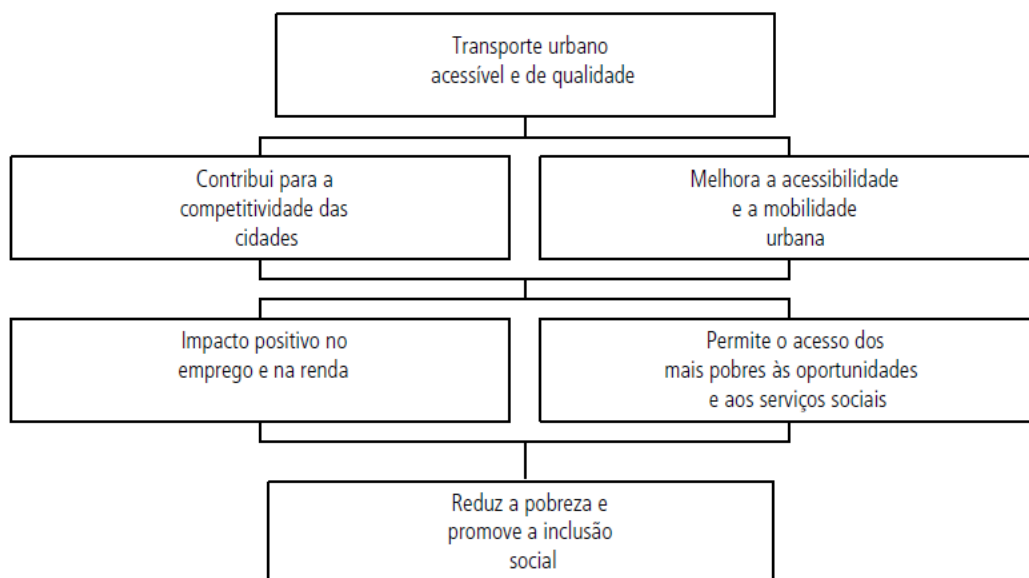 Transporte urbano
acessível e de qualidade
Contribui para a
competitividade das
cidades
Melhora a acessibilidade
e a mobilidade
urbana
Impacto positivo no
emprego e na renda
Permite o acesso dos
mais pobres às oportunidades
e aos serviços sociais
Reduz a pobreza e
promove a inclusão
social